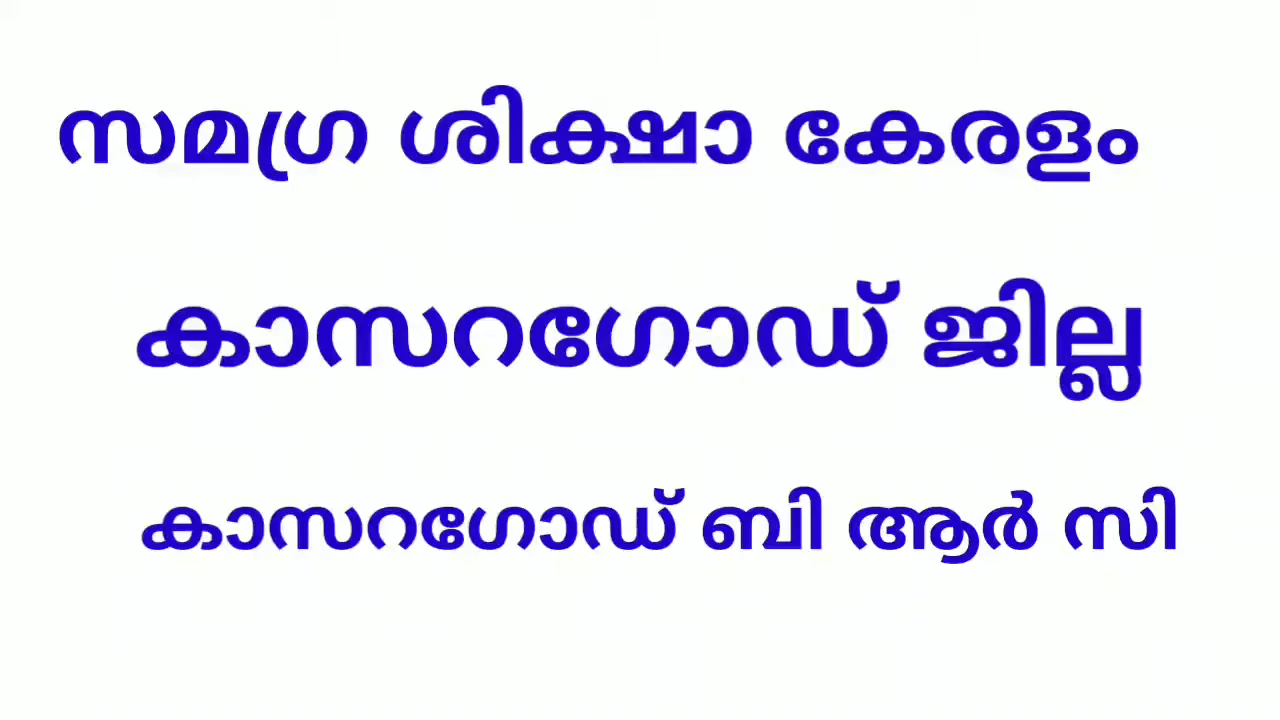 സമഗ്ര ശിക്ഷാ കേരളം
കാസറഗോഡ് ജില്ല
കാസറഗോഡ് ബി ആർ സി